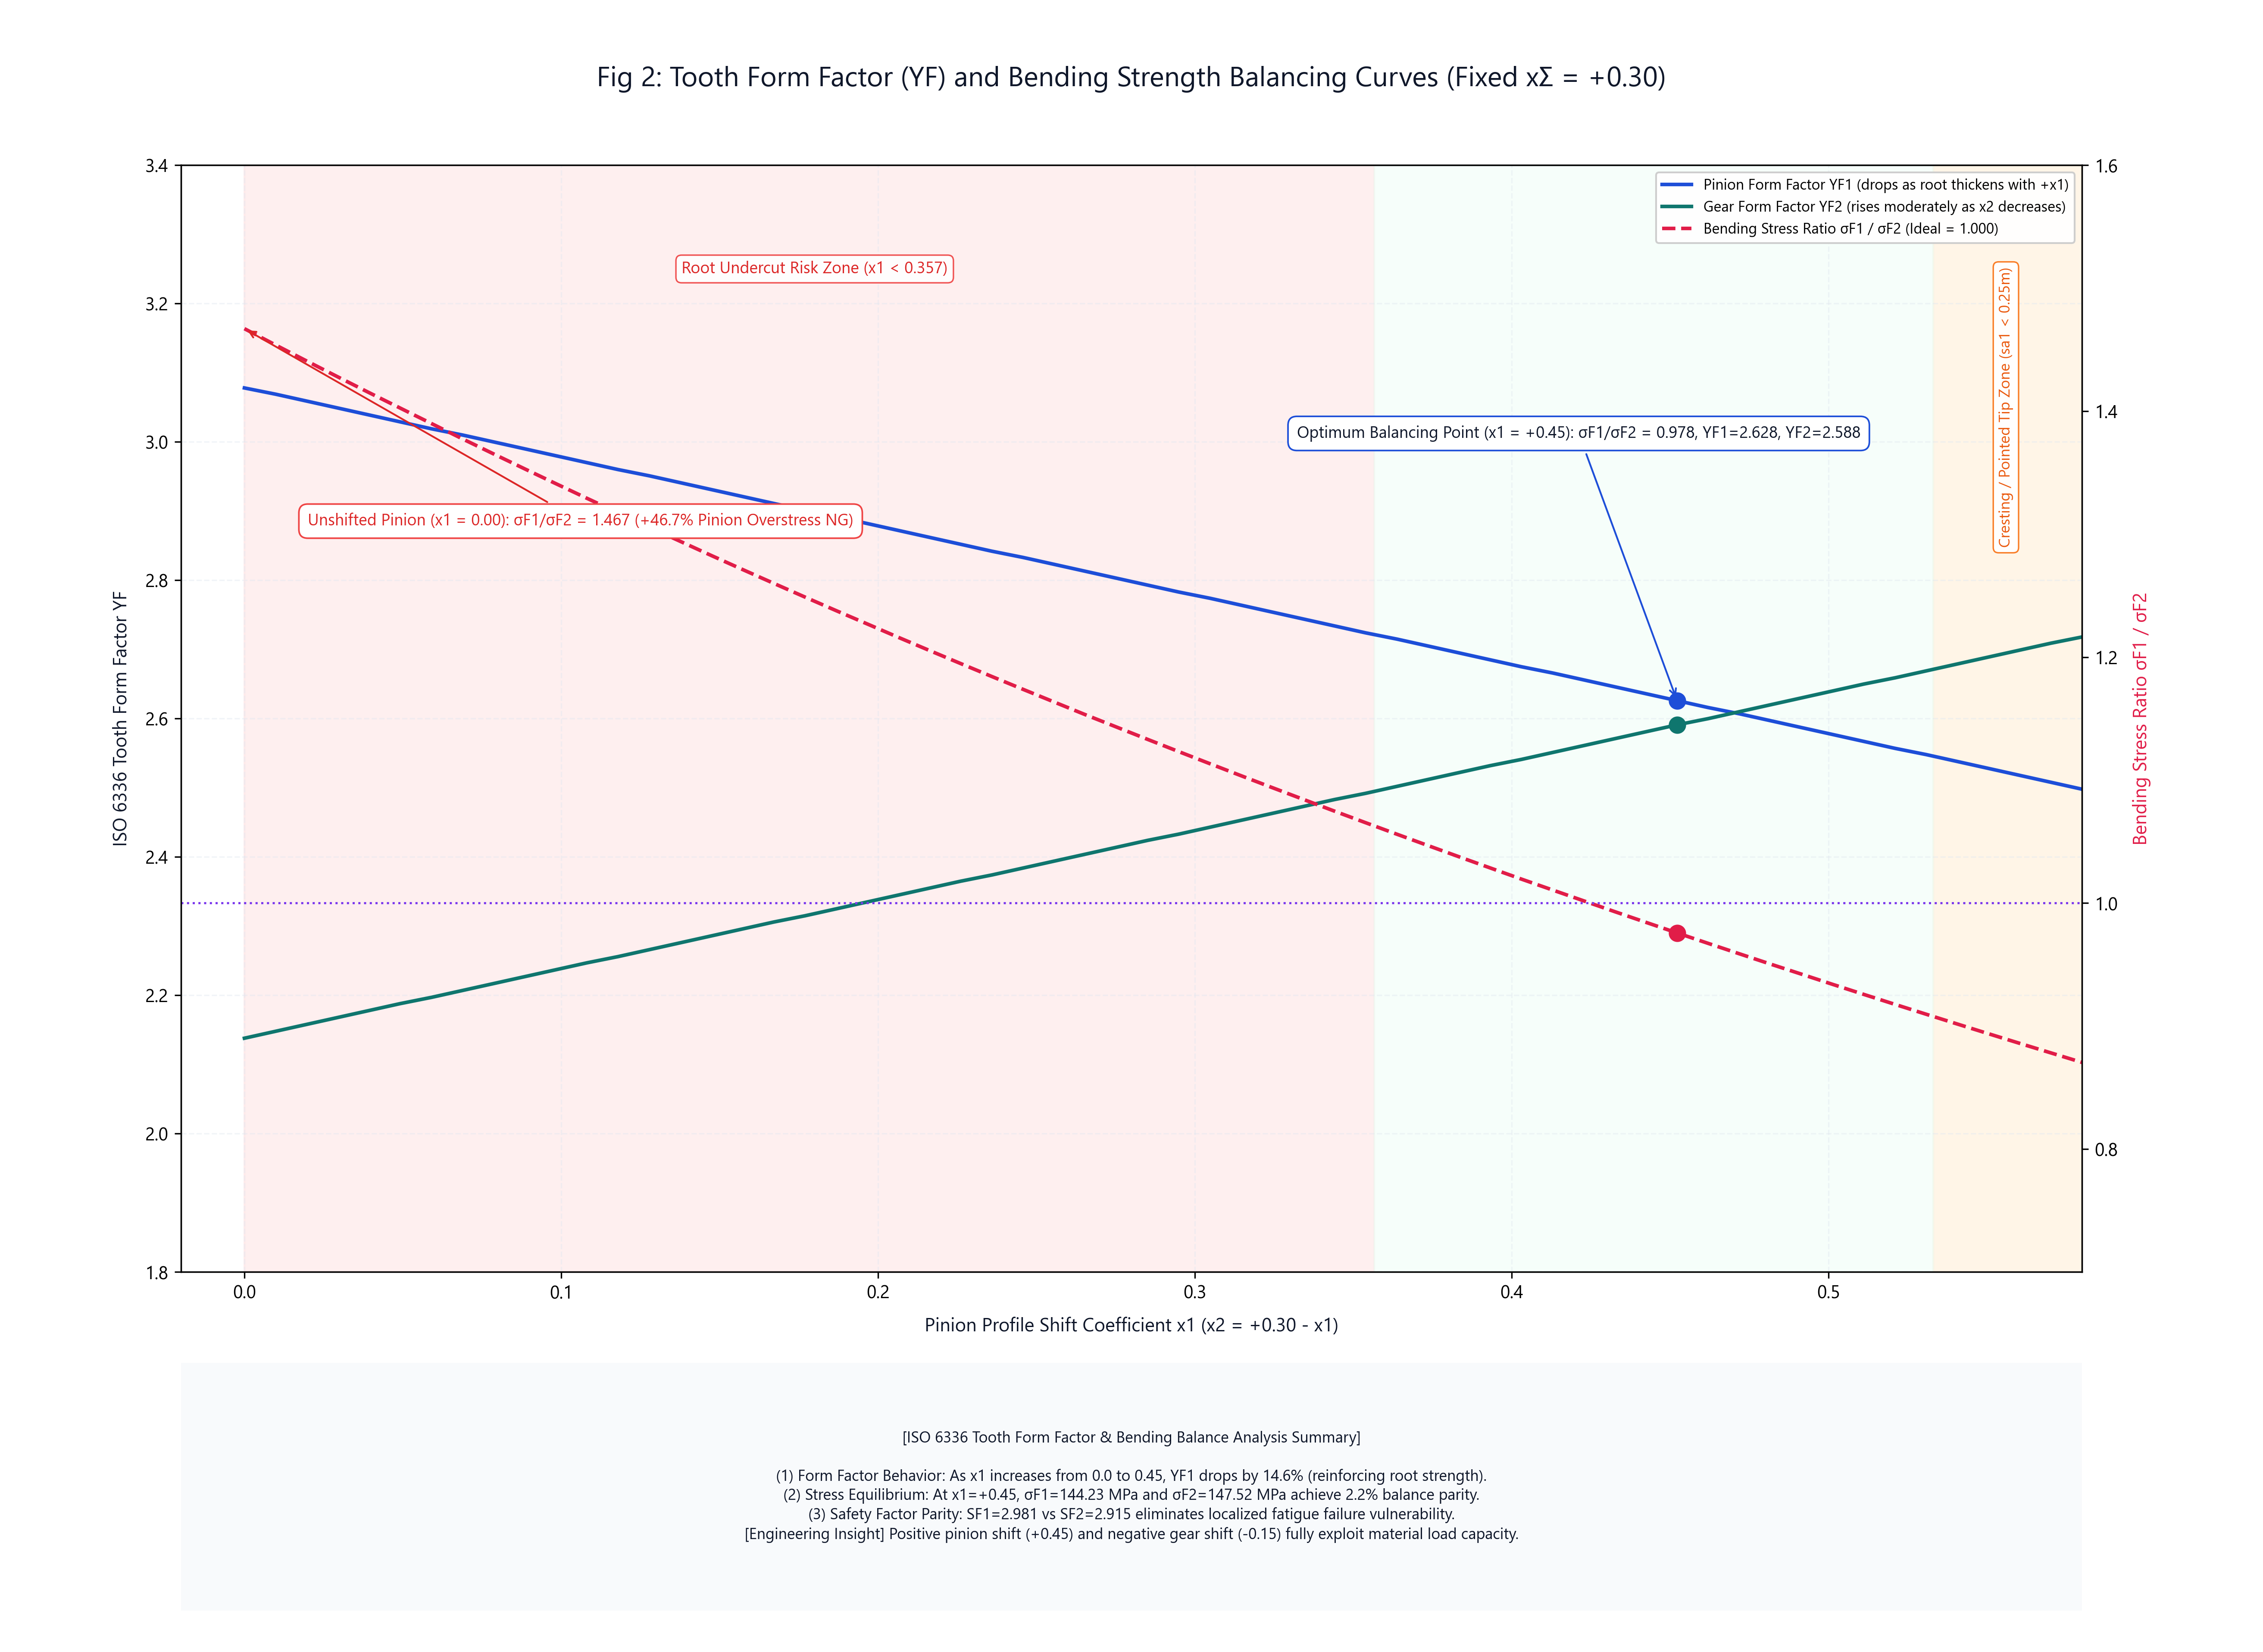 Fig 2: Tooth Form Factor (YF) and Bending Strength Balancing Curves (Fixed xΣ = +0.30)
3.4
3.2
3.0
2.8
2.6
2.4
2.2
2.0
1.8
ISO 6336 Tooth Form Factor YF
1.6
1.4
1.2
1.0
0.8
Bending Stress Ratio σF1 / σF2
Pinion Form Factor YF1 (drops as root thickens with +x1)
Gear Form Factor YF2 (rises moderately as x2 decreases)
Bending Stress Ratio σF1 / σF2 (Ideal = 1.000)
Root Undercut Risk Zone (x1 < 0.357)
Cresting / Pointed Tip Zone (sa1 < 0.25m)
Optimum Balancing Point (x1 = +0.45): σF1/σF2 = 0.978, YF1=2.628, YF2=2.588
Unshifted Pinion (x1 = 0.00): σF1/σF2 = 1.467 (+46.7% Pinion Overstress NG)
0.0
0.1
0.2
0.3
0.4
0.5
Pinion Profile Shift Coefficient x1 (x2 = +0.30 - x1)
[ISO 6336 Tooth Form Factor & Bending Balance Analysis Summary]
(1) Form Factor Behavior: As x1 increases from 0.0 to 0.45, YF1 drops by 14.6% (reinforcing root strength).
(2) Stress Equilibrium: At x1=+0.45, σF1=144.23 MPa and σF2=147.52 MPa achieve 2.2% balance parity.
(3) Safety Factor Parity: SF1=2.981 vs SF2=2.915 eliminates localized fatigue failure vulnerability.
[Engineering Insight] Positive pinion shift (+0.45) and negative gear shift (-0.15) fully exploit material load capacity.